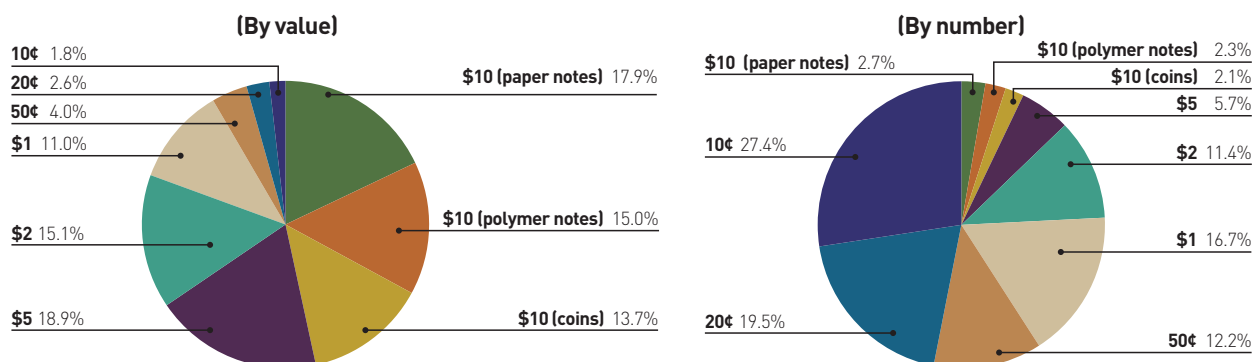 (By value)
10¢ 1.8%
20¢ 2.6%
50¢ 4.0%
$1 11.0%
$2 15.1%
$5 18.9%
$10 (paper notes) 17.9%
$10 (polymer notes) 15.0%
$10 (coins) 13.7%
(By number)
$10 (paper notes) 2.7%
10¢ 27.4%
20¢ 19.5%
$10 (polymer notes) 2.3%
$10 (coins) 2.1%
$5 5.7%
$2 11.4%
$1 16.7%
50¢ 12.2%